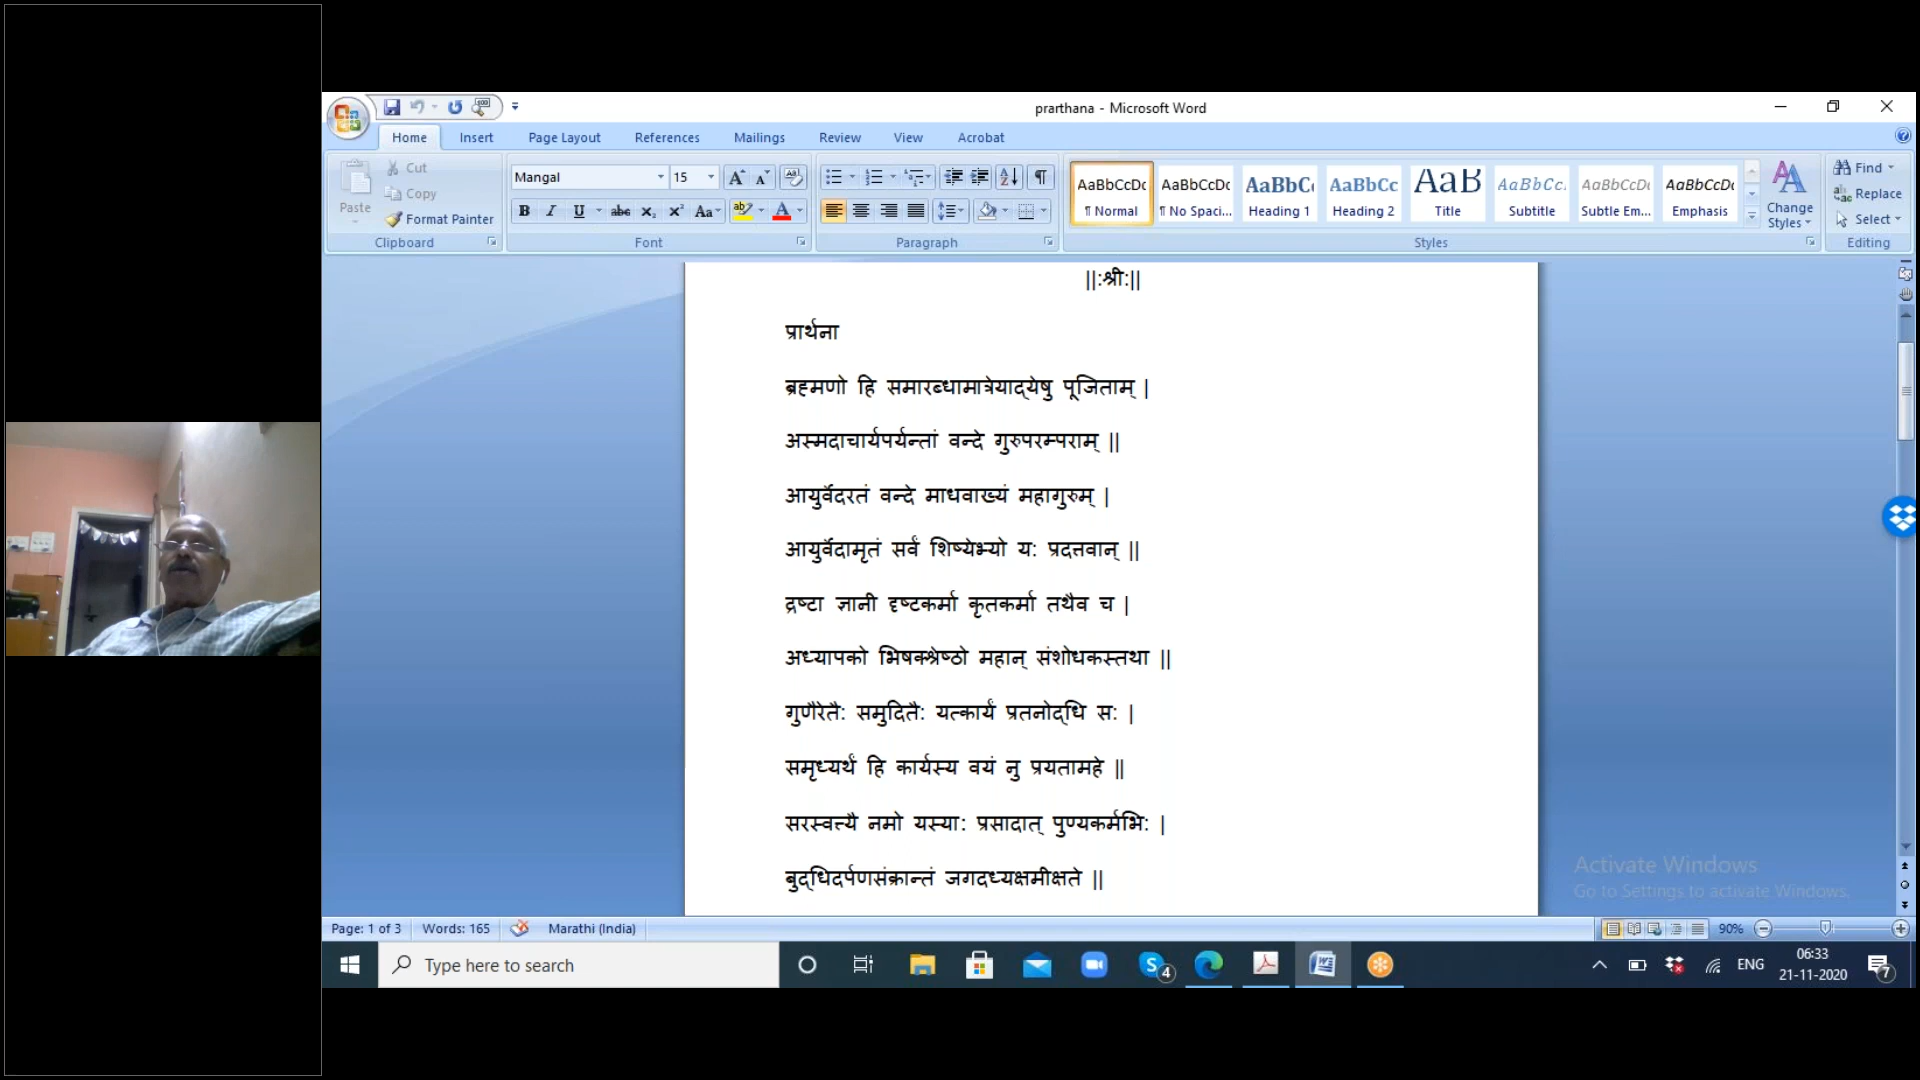 prarthana - Microsoft Word
Home Insert Page Layout References Mailings Review View Acrobat
Paste
Cut
Copy
Format Painter
Clipboard
Mangal 15
Font
Paragraph
AaBbCcDc AaBbCcDc AaBbCc AaBbCc AaB AaBbCc. AaBbCcDc AaBbCcDc
¶ Normal ¶ No Spaci... Heading 1 Heading 2 Title Subtitle Subtle Em... Emphasis
Change Styles
Styles
Find
Replace
Select
Editing
||:श्री:||
प्रार्थना
ब्रह्मणो हि समारब्धामात्रेयाद्येषु पूजिताम् |
अस्मदाचार्यपर्यन्तां वन्दे गुरुपरम्पराम् ||
आयुर्वेदरतं वन्दे माधवाख्यं महागुरुम् |
आयुर्वेदामृतं सर्वं शिष्येभ्यो य: प्रदत्तवान् ||
द्रष्टा ज्ञानी दृष्टकर्मा कृतकर्मा तथैव च |
अध्यापको भिषक्श्रेष्ठो महान् संशोधकस्तथा ||
गुणैरेतै: समुदितै: यत्कार्यं प्रतनोद्धि स: |
समृध्यर्थं हि कार्यस्य वयं नु प्रयतामहे ||
सरस्वत्यै नमो यस्या: प्रसादात् पुण्यकर्मभि: |
बुद्धिदर्पणसंक्रान्तं जगदध्यक्षमीक्षते ||
Activate Windows
Go to Settings to activate Windows.
Page: 1 of 3 Words: 165 Marathi (India) 90%
Type here to search
4
ENG
06:33
21-11-2020
7